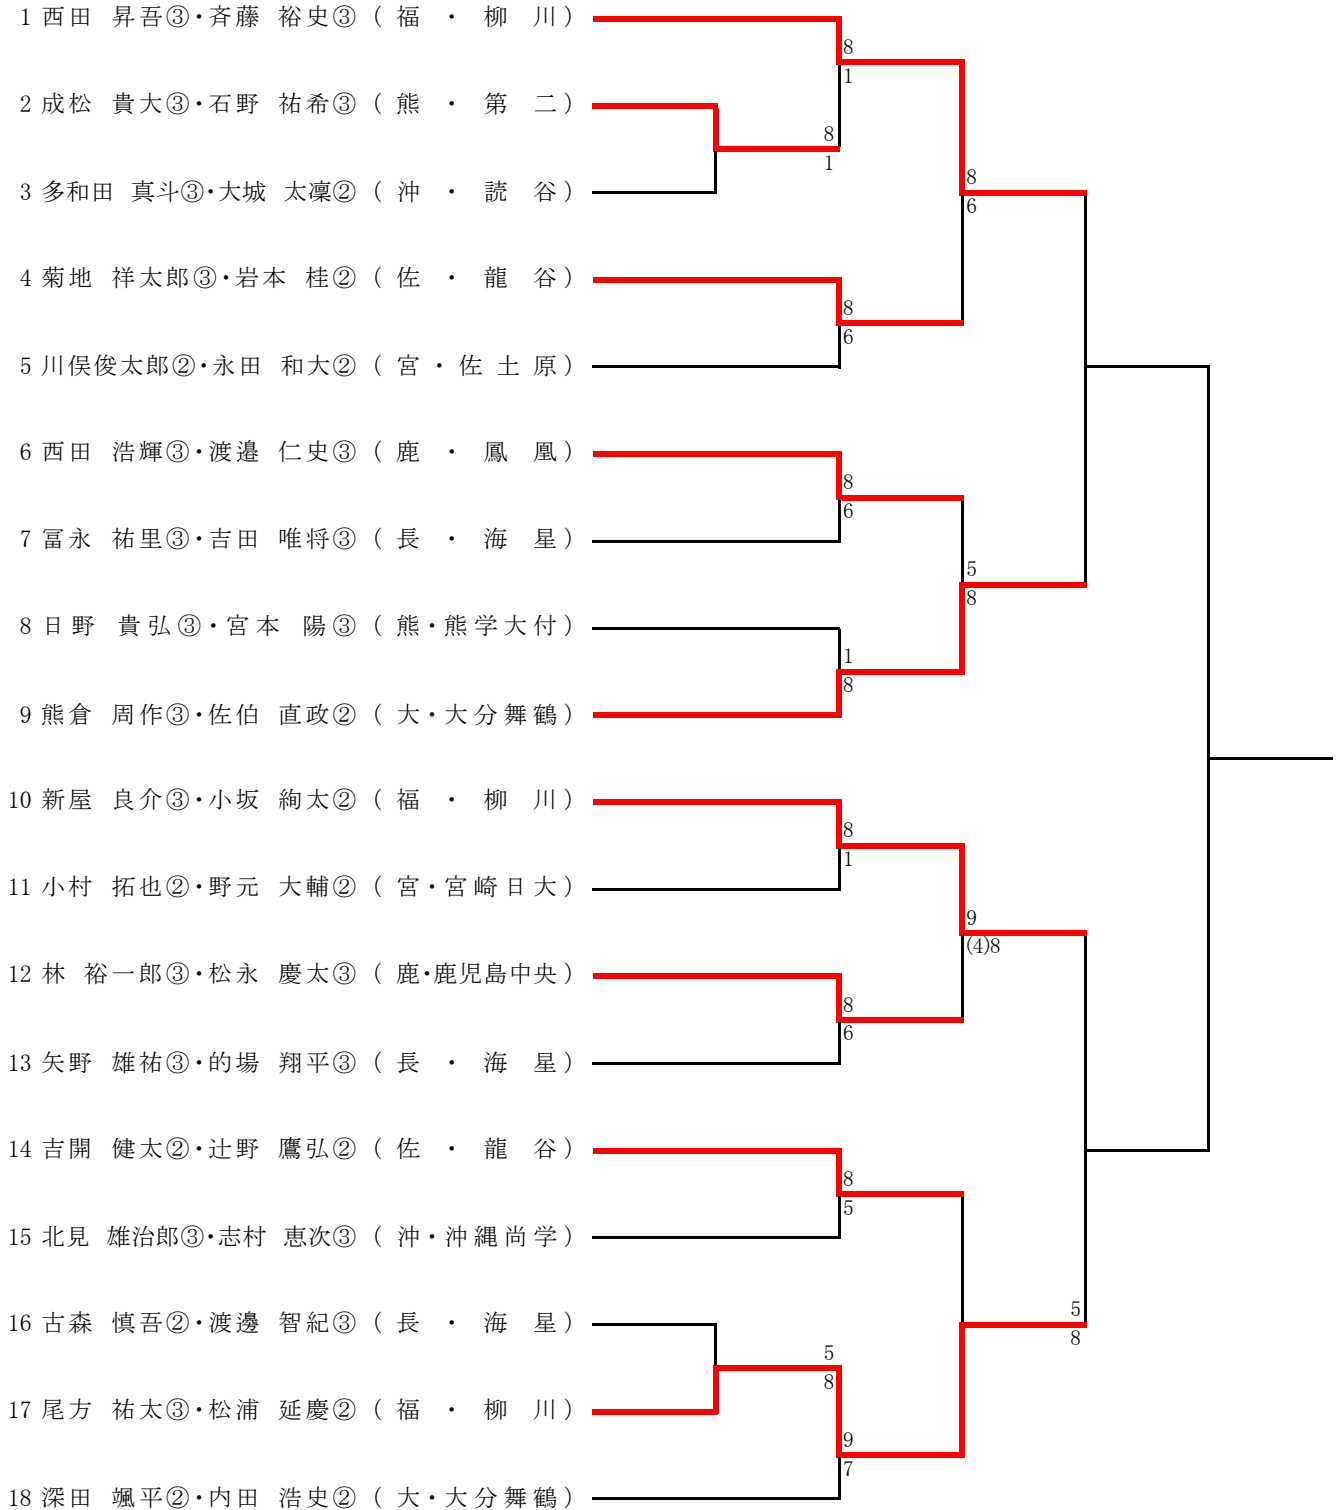 1 西田 昇吾③・斉藤 裕史③ ( 福 ・ 柳 川 )
8
1
2 成松 貴大③・石野 祐希③ ( 熊 ・ 第 二 )
8
1
3 多和田 真斗③・大城 太凜② ( 沖 ・ 読 谷 )
8
6
4 菊地 祥太郎③・岩本 桂② ( 佐 ・ 龍 谷 )
8
6
5 川俣俊太郎②・永田 和大② ( 宮 ・ 佐 土 原 )
6 西田 浩輝③・渡邉 仁史③ ( 鹿 ・ 鳳 凰 )
8
6
7 冨永 祐里③・吉田 唯将③ ( 長 ・ 海 星 )
5
8
8 日野 貴弘③・宮本 陽③ ( 熊・熊学大付 )
1
8
9 熊倉 周作③・佐伯 直政② ( 大・大分舞鶴 )
10 新屋 良介③・小坂 絢太② ( 福 ・ 柳 川 )
8
1
11 小村 拓也②・野元 大輔② ( 宮・宮崎日大 )
9
(4)8
12 林 裕一郎③・松永 慶太③ ( 鹿・鹿児島中央 )
8
6
13 矢野 雄祐③・的場 翔平③ ( 長 ・ 海 星 )
14 吉開 健太②・辻野 鷹弘② ( 佐 ・ 龍 谷 )
8
5
15 北見 雄治郎③・志村 恵次③ ( 沖・沖縄尚学 )
16 古森 慎吾②・渡邊 智紀③ ( 長 ・ 海 星 )
5
8
5
8
17 尾方 祐太③・松浦 延慶② ( 福 ・ 柳 川 )
9
7
18 深田 颯平②・内田 浩史② ( 大・大分舞鶴 )